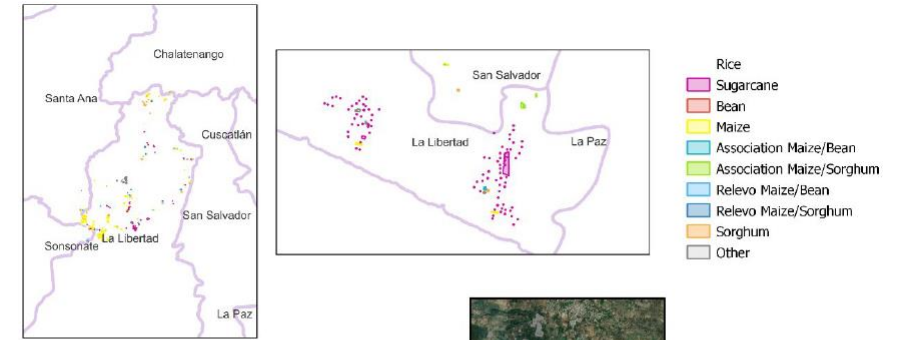 Chalatenango
Santa Ana
Cuscatlán
San Salvador
Sonsonate
La Libertad
La Paz
San Salvador
La Libertad
La Paz
Rice
Sugarcane
Bean
Maize
Association Maize/Bean
Association Maize/Sorghum
Relevo Maize/Bean
Relevo Maize/Sorghum
Sorghum
Other